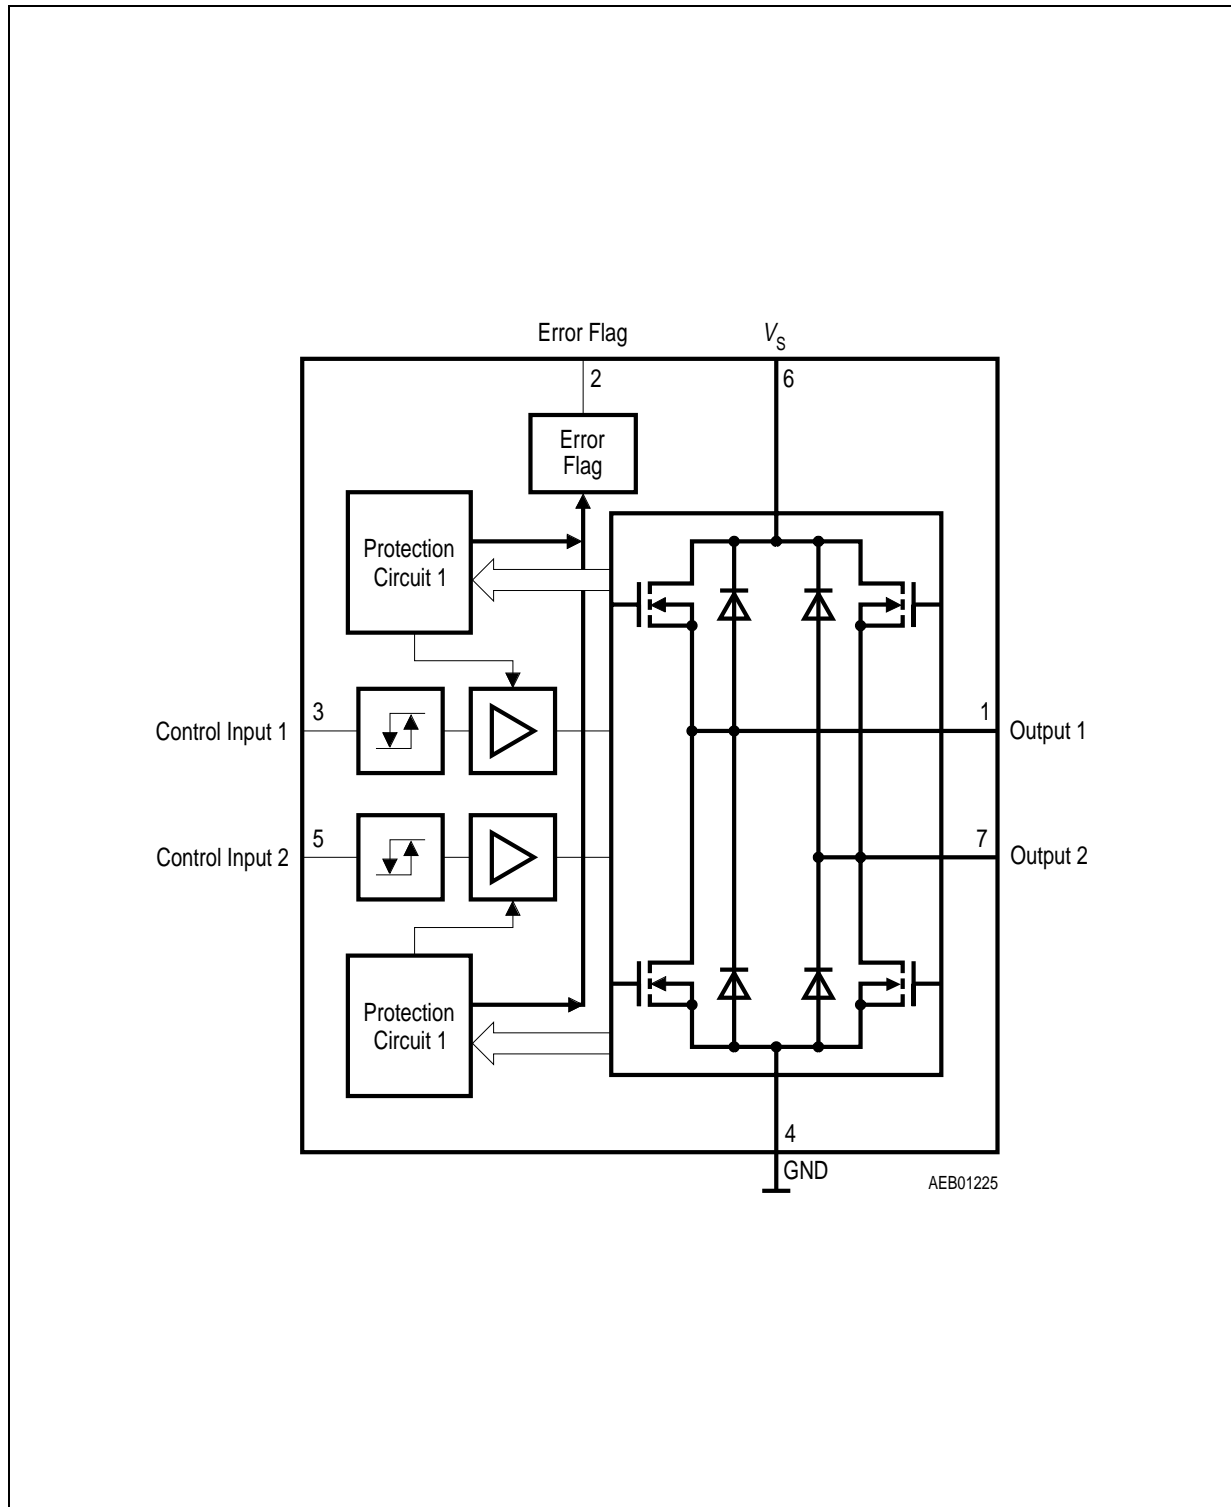 Error Flag
V_S
2
6
Error
Flag
Protection
Circuit 1
3
1
Control Input 1
Output 1
5
7
Control Input 2
Output 2
Protection
Circuit 1
4
GND
AEB01225